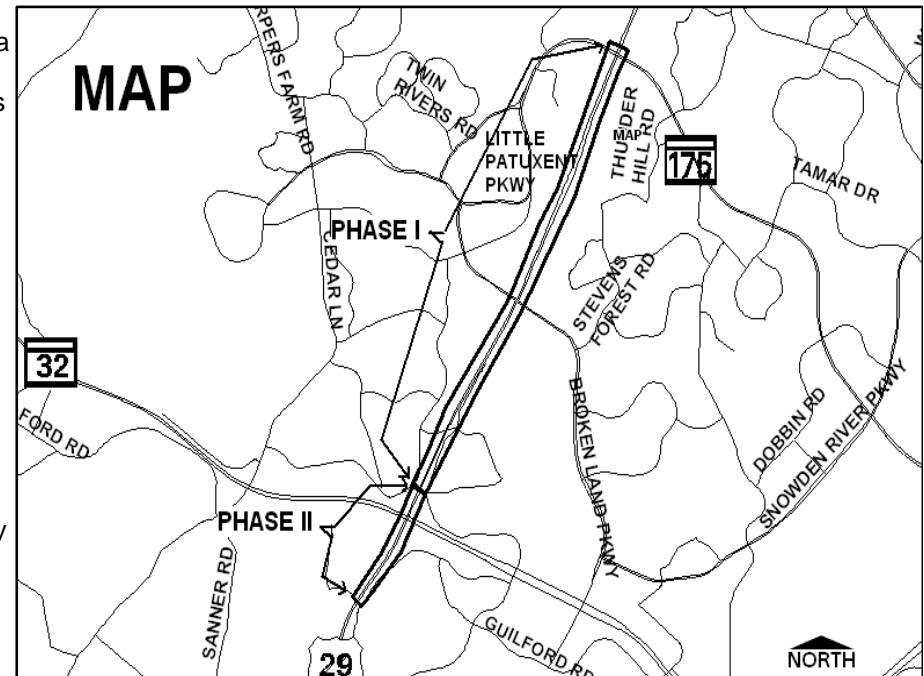 a
s
y
MAP
RPERS FARM RD
TWIN
RIVERS RD
LITTLE
PATUXENT
PKWY
THUNDER
HILL RD
MAP
175
TAMAR DR
PHASE I
CEDAR LN
STEVENS
FOREST RD
32
FORD RD
BROKEN LAND PKWY
DOBBIN RD
SNOWDEN RIVER PKWY
PHASE II
SANNER RD
GUILFORD RD
29
NORTH